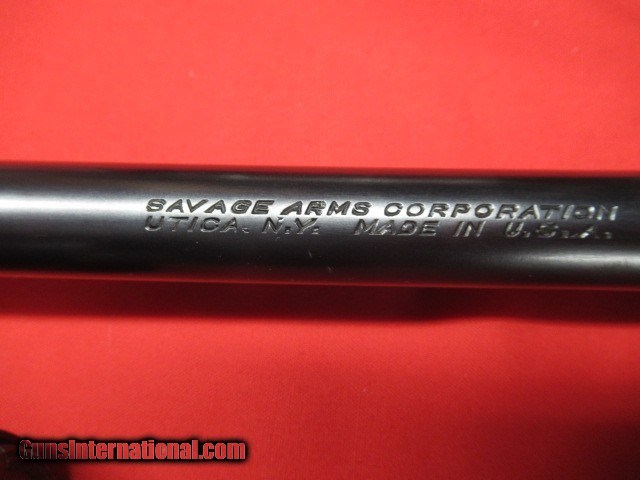 SAVAGE ARMS CORPORATION
UTICA. N.Y. MADE IN U.S.A.
GunsInternational.com